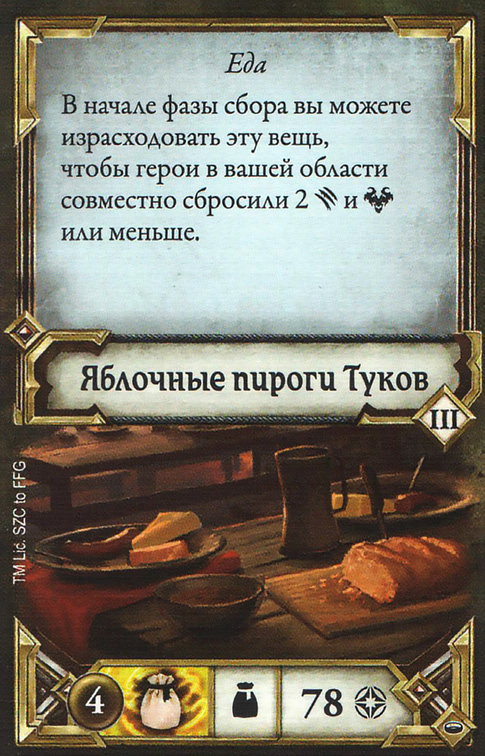 Еда
В начале фазы сбора вы можете
израсходовать эту вещь,
чтобы герои в вашей области
совместно сбросили 2 и
или меньше.
Яблочные пироги Туков
III
TM Lic. SZC to FFG
4
78